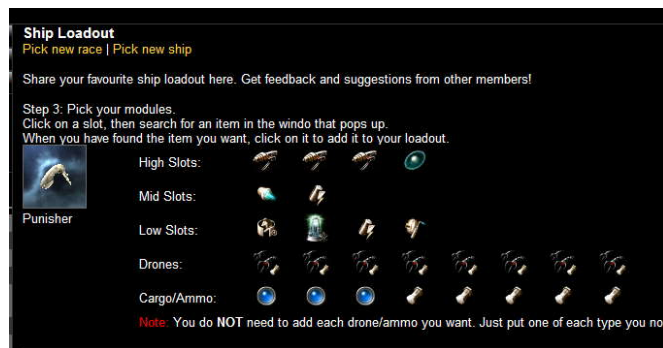 Ship Loadout
Pick new race | Pick new ship
Share your favourite ship loadout here. Get feedback and suggestions from other members!
Step 3: Pick your modules.
Click on a slot, then search for an item in the windo that pops up.
When you have found the item you want, click on it to add it to your loadout.
High Slots:
Mid Slots:
Punisher
Low Slots:
Drones:
Cargo/Ammo:
Note: You do NOT need to add each drone/ammo you want. Just put one of each type you no